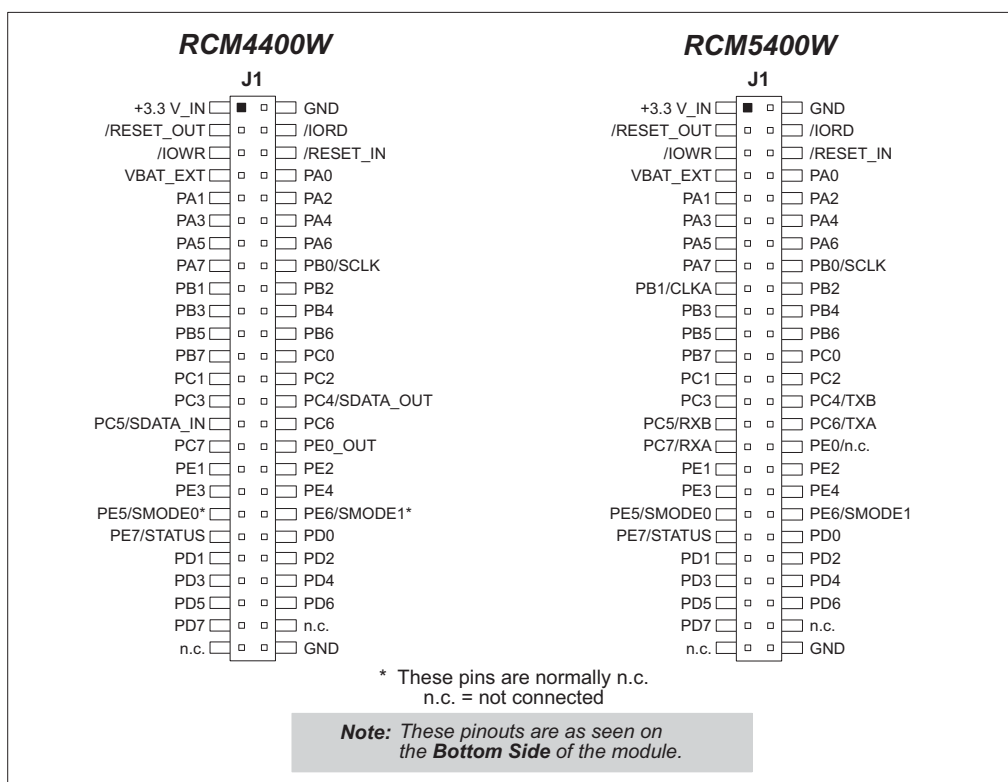 RCM4400W
J1
+3.3 V_IN GND
/RESET_OUT /IORD
/IOWR /RESET_IN
VBAT_EXT PA0
PA1 PA2
PA3 PA4
PA5 PA6
PA7 PB0/SCLK
PB1 PB2
PB3 PB4
PB5 PB6
PB7 PC0
PC1 PC2
PC3 PC4/SDATA_OUT
PC5/SDATA_IN PC6
PC7 PE0_OUT
PE1 PE2
PE3 PE4
PE5/SMODE0* PE6/SMODE1*
PE7/STATUS PD0
PD1 PD2
PD3 PD4
PD5 PD6
PD7 n.c.
n.c. GND
RCM5400W
J1
+3.3 V_IN GND
/RESET_OUT /IORD
/IOWR /RESET_IN
VBAT_EXT PA0
PA1 PA2
PA3 PA4
PA5 PA6
PA7 PB0/SCLK
PB1/CLKA PB2
PB3 PB4
PB5 PB6
PB7 PC0
PC1 PC2
PC3 PC4/TXB
PC5/RXB PC6/TXA
PC7/RXA PE0/n.c.
PE1 PE2
PE3 PE4
PE5/SMODE0 PE6/SMODE1
PE7/STATUS PD0
PD1 PD2
PD3 PD4
PD5 PD6
PD7 n.c.
n.c. GND
* These pins are normally n.c.
n.c. = not connected
Note: These pinouts are as seen on
the Bottom Side of the module.